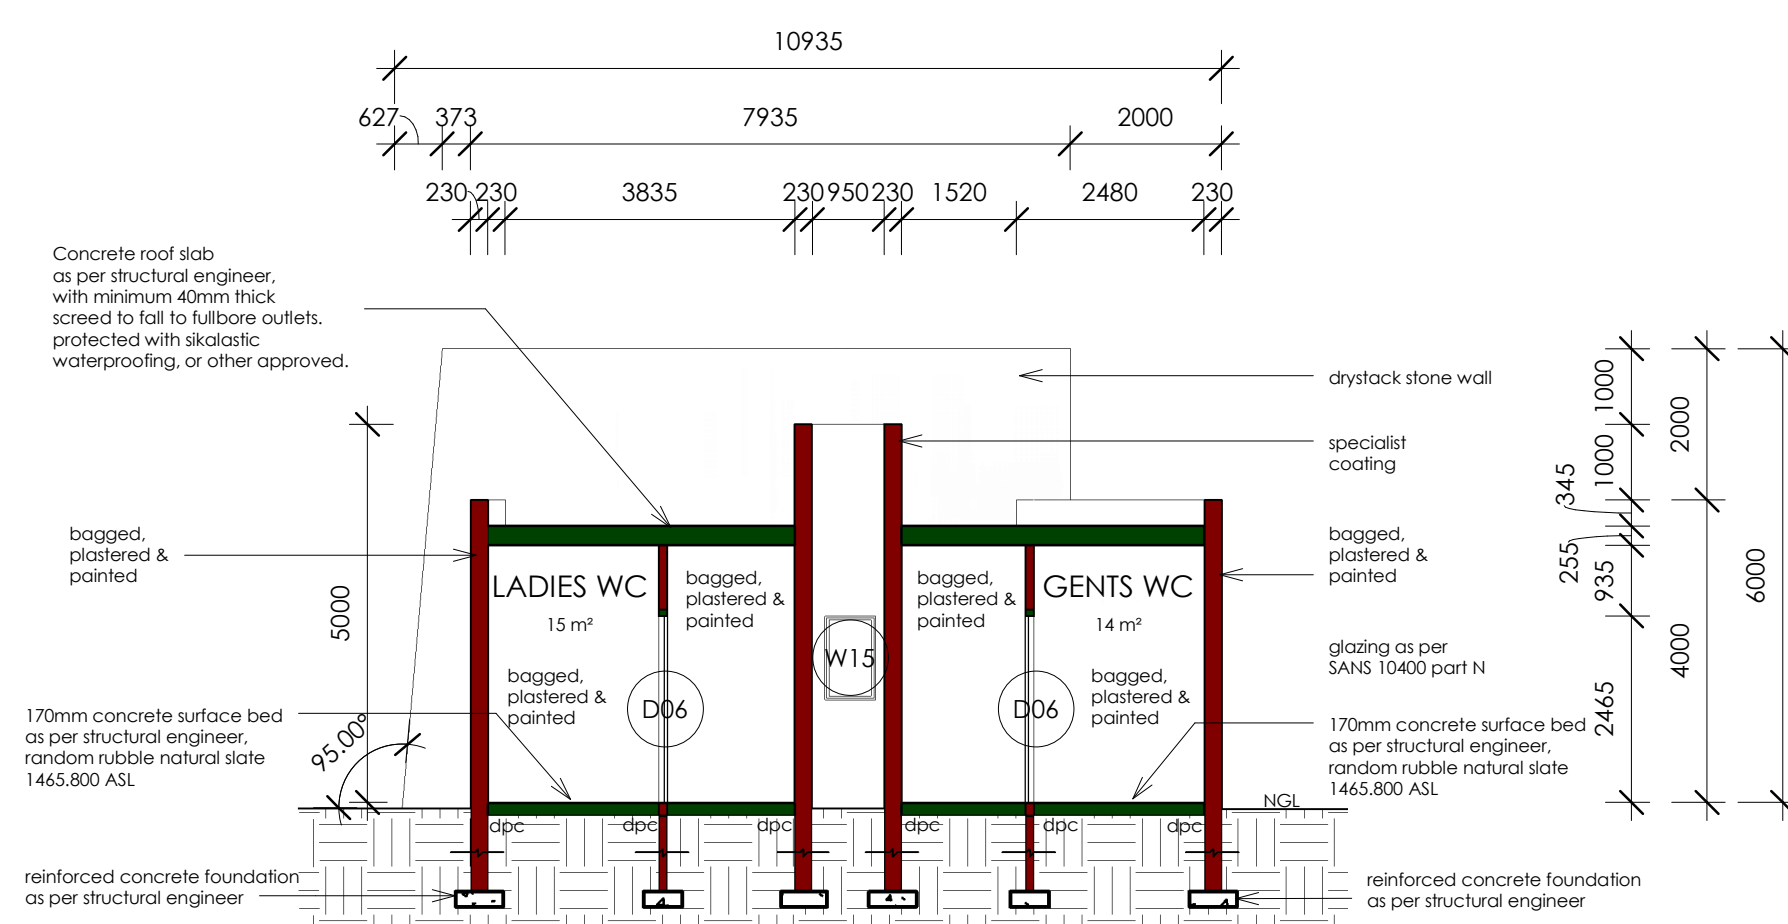 10935
627 373 7935 2000
230 230 3835 230 950 230 1520 2480 230
Concrete roof slab
as per structural engineer,
with minimum 40mm thick
screed to fall to fullbore outlets.
protected with sikalastic
waterproofing, or other approved.
drystack stone wall
specialist
coating
bagged,
plastered &
painted
bagged,
plastered &
painted
LADIES WC
15 m²
bagged,
plastered &
painted
bagged,
plastered &
painted
GENTS WC
14 m²
bagged,
plastered &
painted
bagged,
plastered &
painted
W15
D06
D06
glazing as per
SANS 10400 part N
170mm concrete surface bed
as per structural engineer,
random rubble natural slate
1465.800 ASL
170mm concrete surface bed
as per structural engineer,
random rubble natural slate
1465.800 ASL
5000
95.00°
NGL
dpc dpc dpc dpc dpc dpc
reinforced concrete foundation
as per structural engineer
reinforced concrete foundation
as per structural engineer
1000
1000
345
255
935
2465
2000
4000
6000